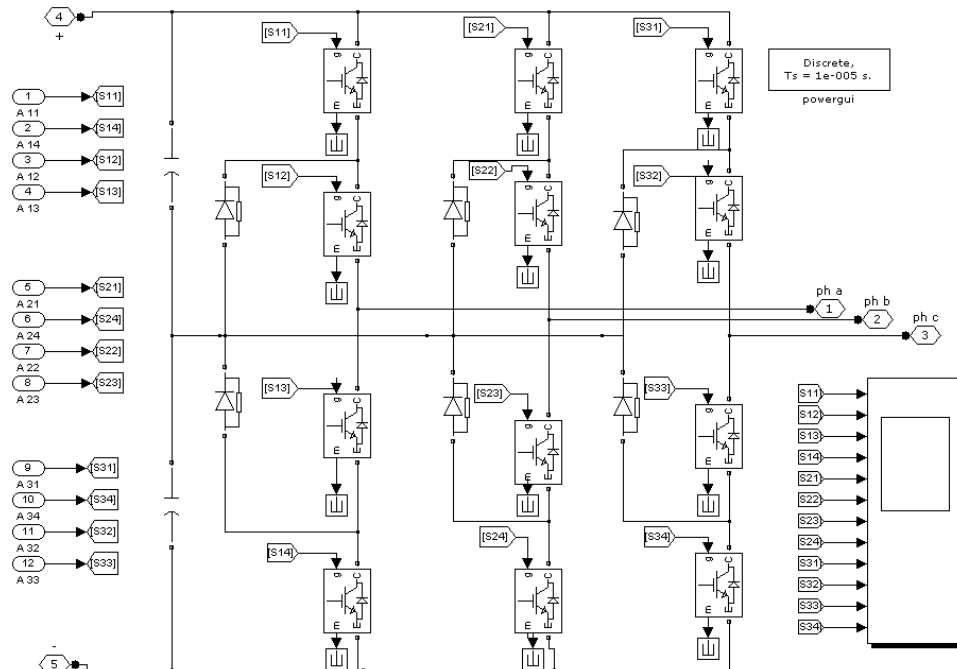 4
+
[S11]
[S21]
[S31]
g C
g C
g C
m E
m E
m E
Discrete,
Ts = 1e-005 s.
powergui
1 [S11]
A 11
2 [S14]
A 14
3 [S12]
A 12
4 [S13]
A 13
[S12]
[S22]
[S32]
g C
g C
g C
m E
m E
m E
5 [S21]
A 21
6 [S24]
A 24
7 [S22]
A 22
8 [S23]
A 23
ph a
1
ph b
2
ph c
3
[S13]
[S23]
[S33]
g C
g C
g C
m E
m E
m E
9 [S31]
A 31
10 [S34]
A 34
11 [S32]
A 32
12 [S33]
A 33
[S14]
[S24]
[S34]
g C
g C
g C
m E
m E
m E
S11
S12
S13
S14
S21
S22
S23
S24
S31
S32
S33
S34
-
5